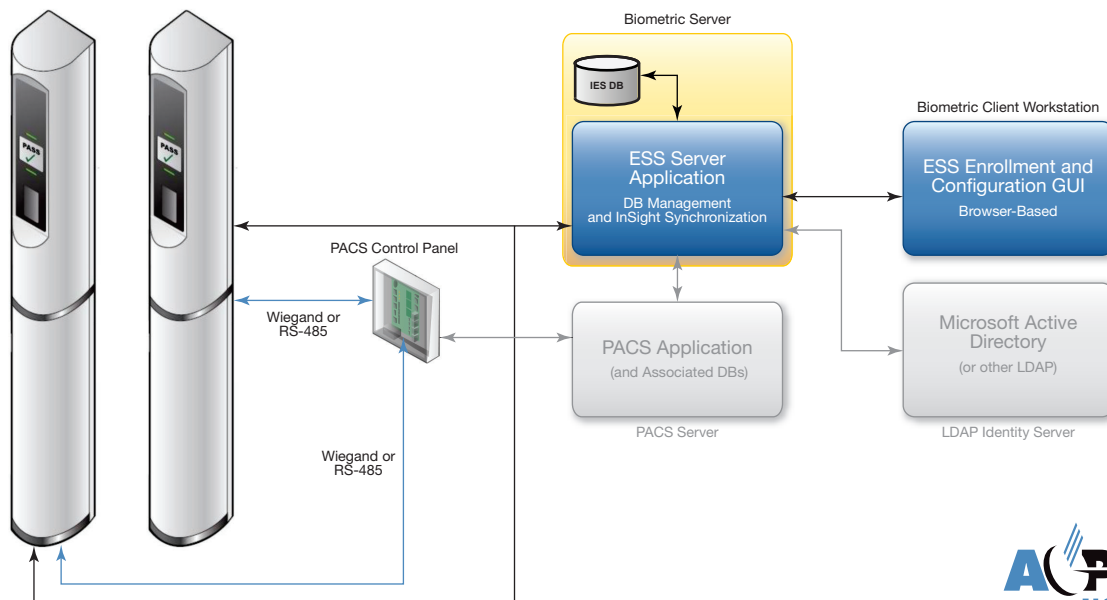 Biometric Server
IES DB
Biometric Client Workstation
PASS
PASS
ESS Server
Application
DB Management
and InSight Synchronization
ESS Enrollment and
Configuration GUI
Browser-Based
PACS Control Panel
Wiegand or
RS-485
PACS Application
(and Associated DBs)
PACS Server
Microsoft Active
Directory
(or other LDAP)
LDAP Identity Server
Wiegand or
RS-485